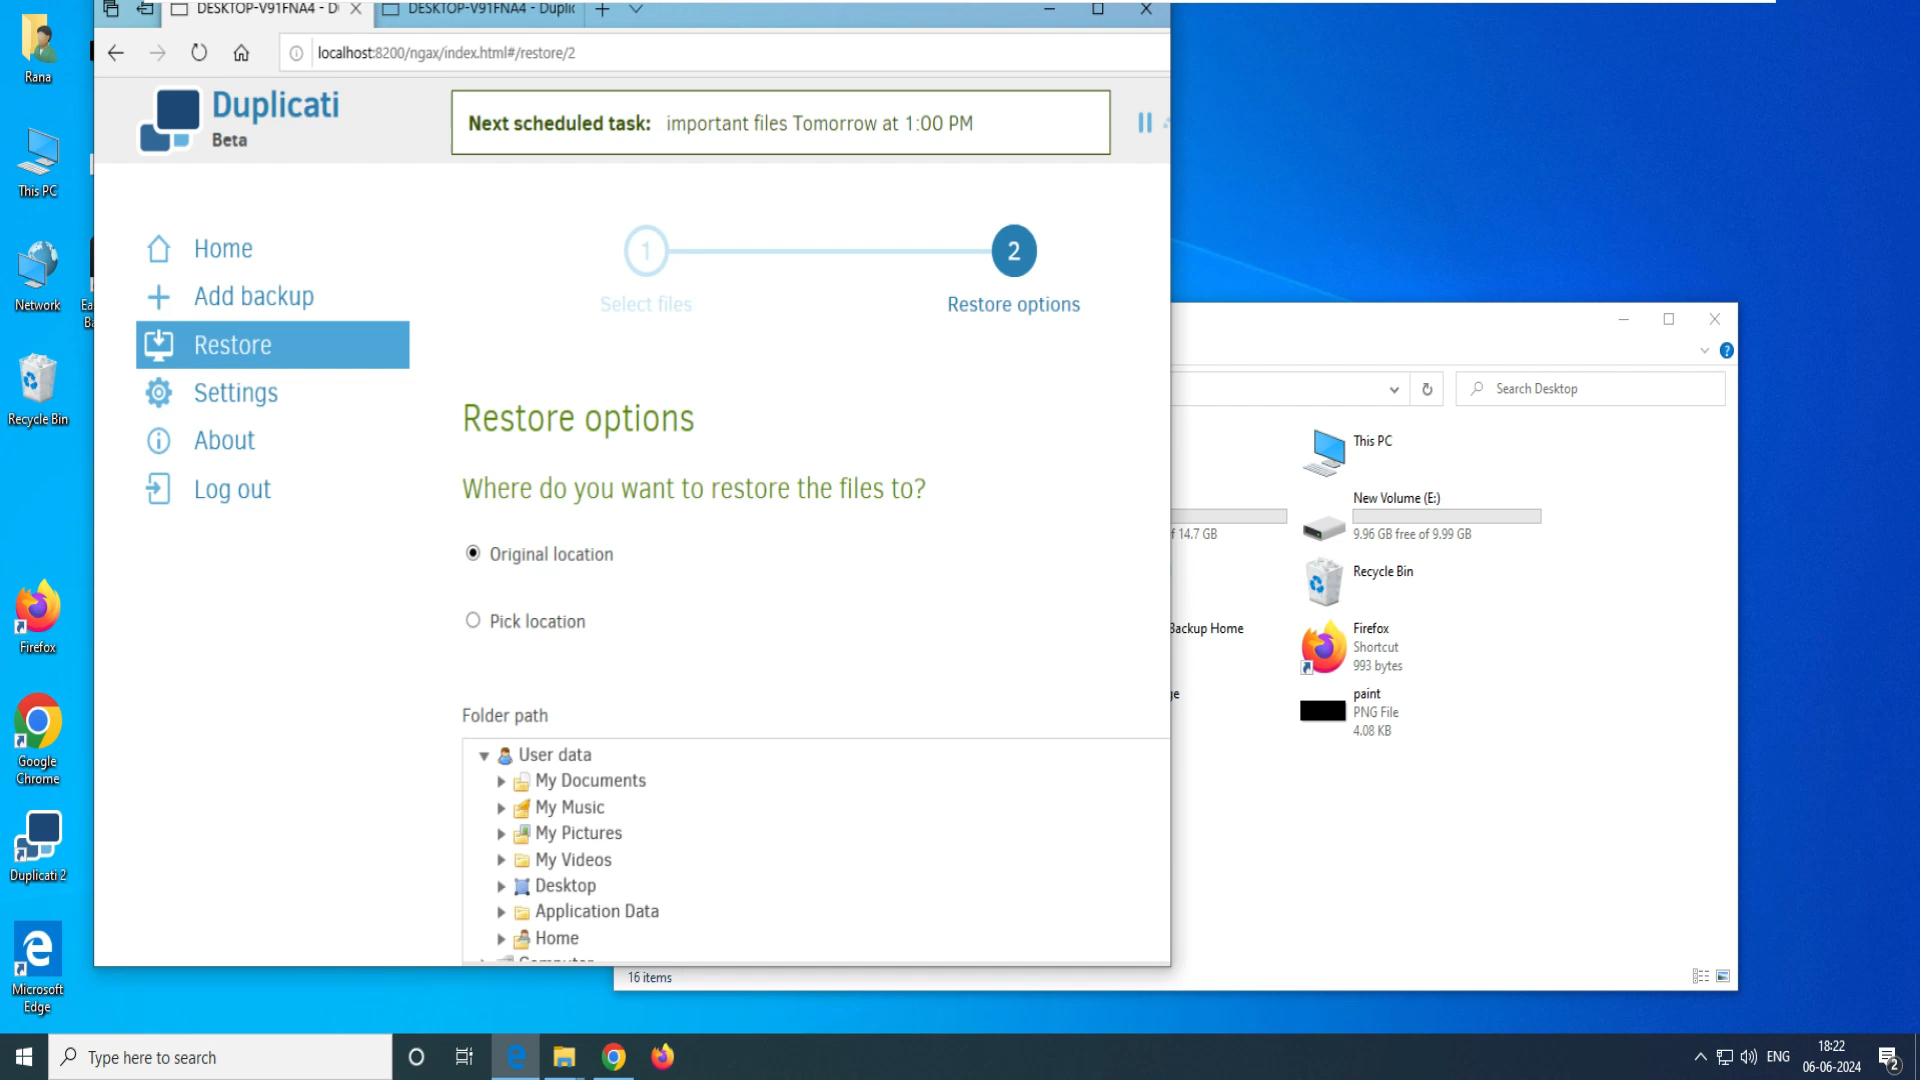 Rana
This PC
Network
Ea
Ba
Recycle Bin
Firefox
Google
Chrome
Duplicati 2
Microsoft
Edge
DESKTOP-V91FNA4 - D
DESKTOP-V91FNA4 - Duplic
localhost:8200/ngax/index.html#/restore/2
Duplicati
Beta
Next scheduled task: important files Tomorrow at 1:00 PM
Home
Add backup
Restore
Settings
About
Log out
1
2
Select files
Restore options
Restore options
Where do you want to restore the files to?
Original location
Pick location
Folder path
User data
My Documents
My Music
My Pictures
My Videos
Desktop
Application Data
Home
Computer
Search Desktop
This PC
New Volume (E:)
f 14.7 GB
9.96 GB free of 9.99 GB
Recycle Bin
Backup Home
Firefox
Shortcut
993 bytes
ge
paint
PNG File
4.08 KB
16 items
Type here to search
ENG
18:22
06-06-2024
2